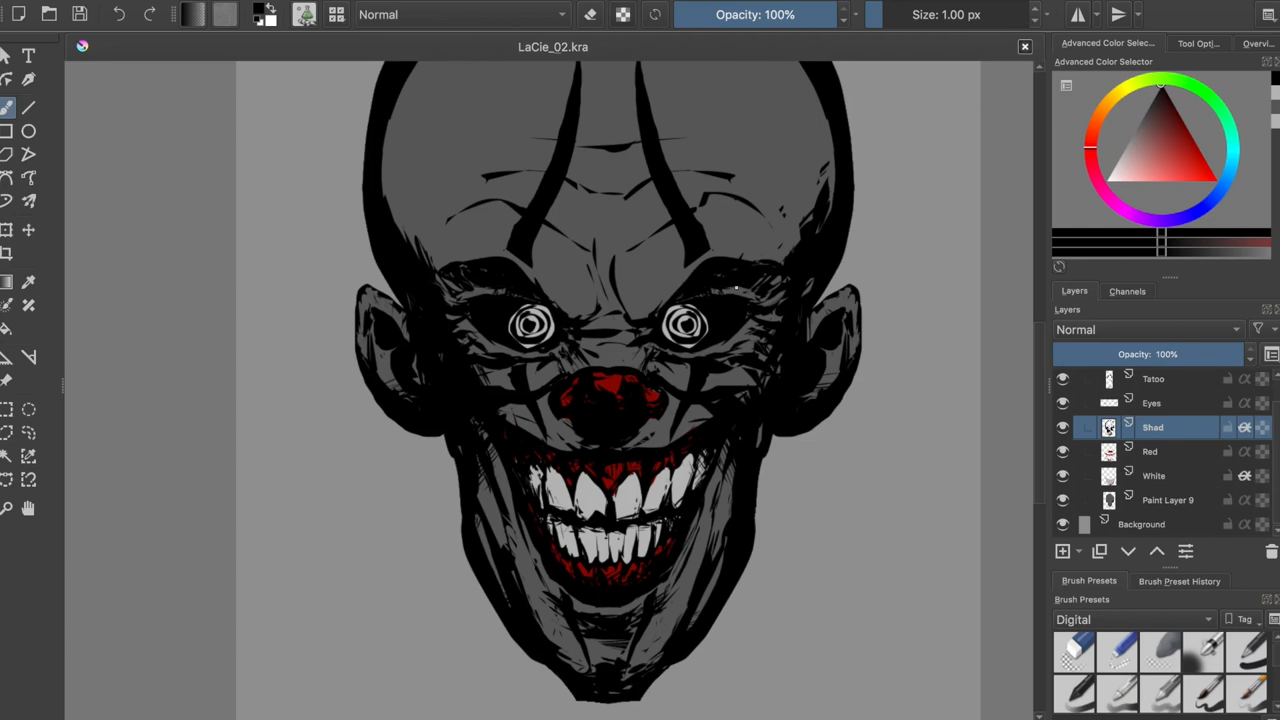 Normal
Opacity: 100%
Size: 1.00 px
LaCie_02.kra
Advanced Color Selec...
Tool Opti...
Overvi...
Advanced Color Selector
Layers
Channels
Layers
Normal
Opacity: 100%
Tatoo
Eyes
Shad
Red
White
Paint Layer 9
Background
Brush Presets
Brush Preset History
Brush Presets
Digital
Tag